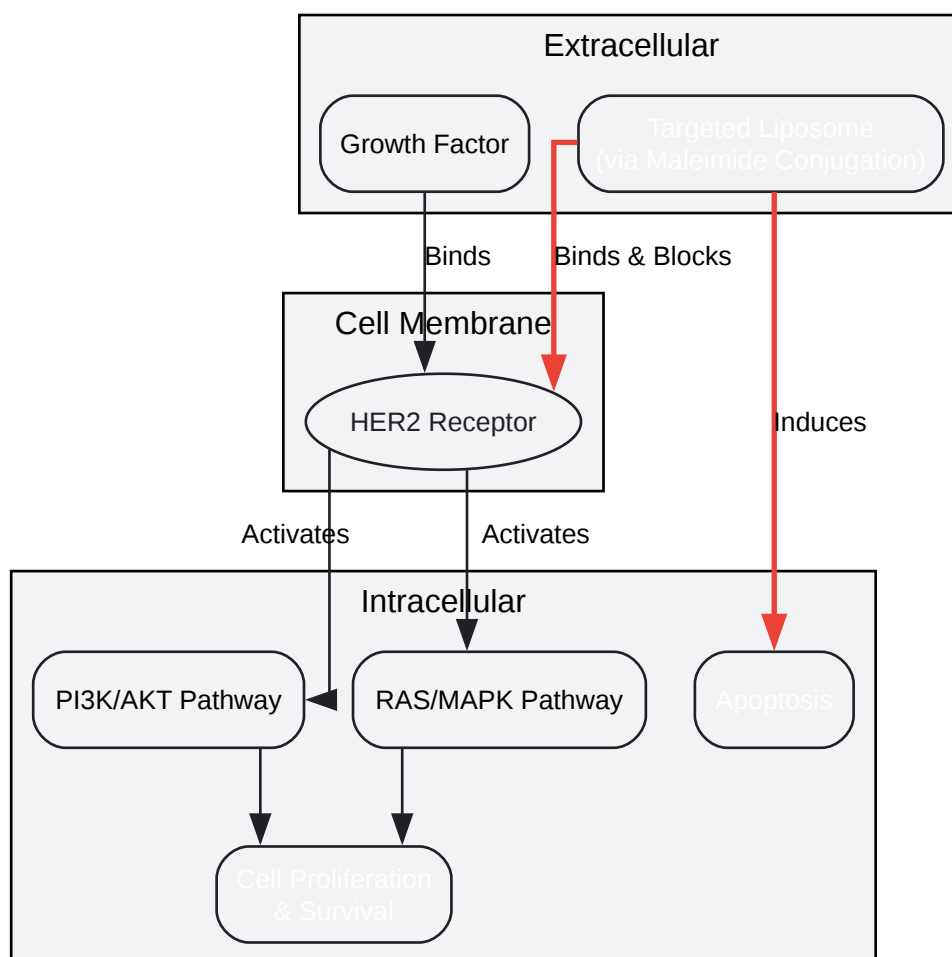 Extracellular
Growth Factor
Targeted Liposome
(via Maleimide Conjugation)
Binds
Binds & Blocks
Cell Membrane
HER2 Receptor
Induces
Activates
Activates
Intracellular
PI3K/AKT Pathway
RAS/MAPK Pathway
Apoptosis
Cell Proliferation
& Survival